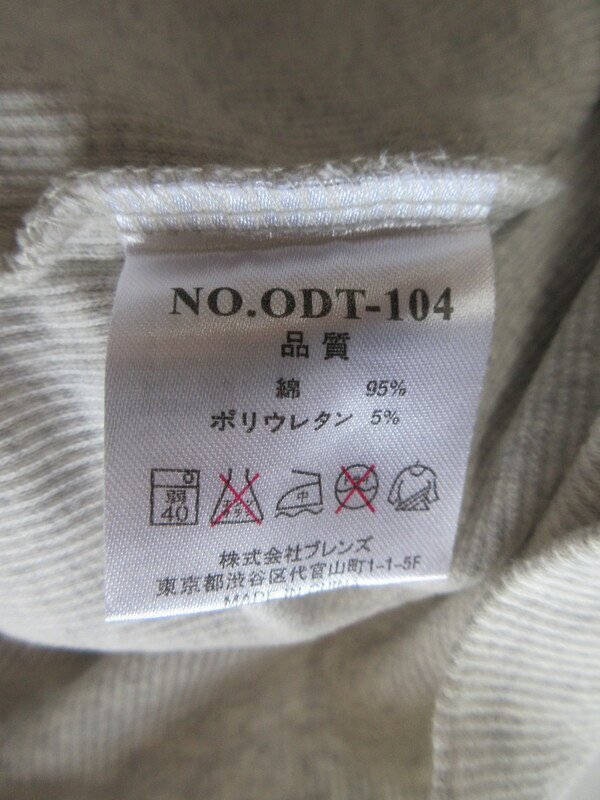 NO.ODT-104
品質
綿 95%
ポリウレタン 5%
弱 40 中
株式会社ブレンズ
東京都渋谷区代官山町1-1-5F
MADE IN